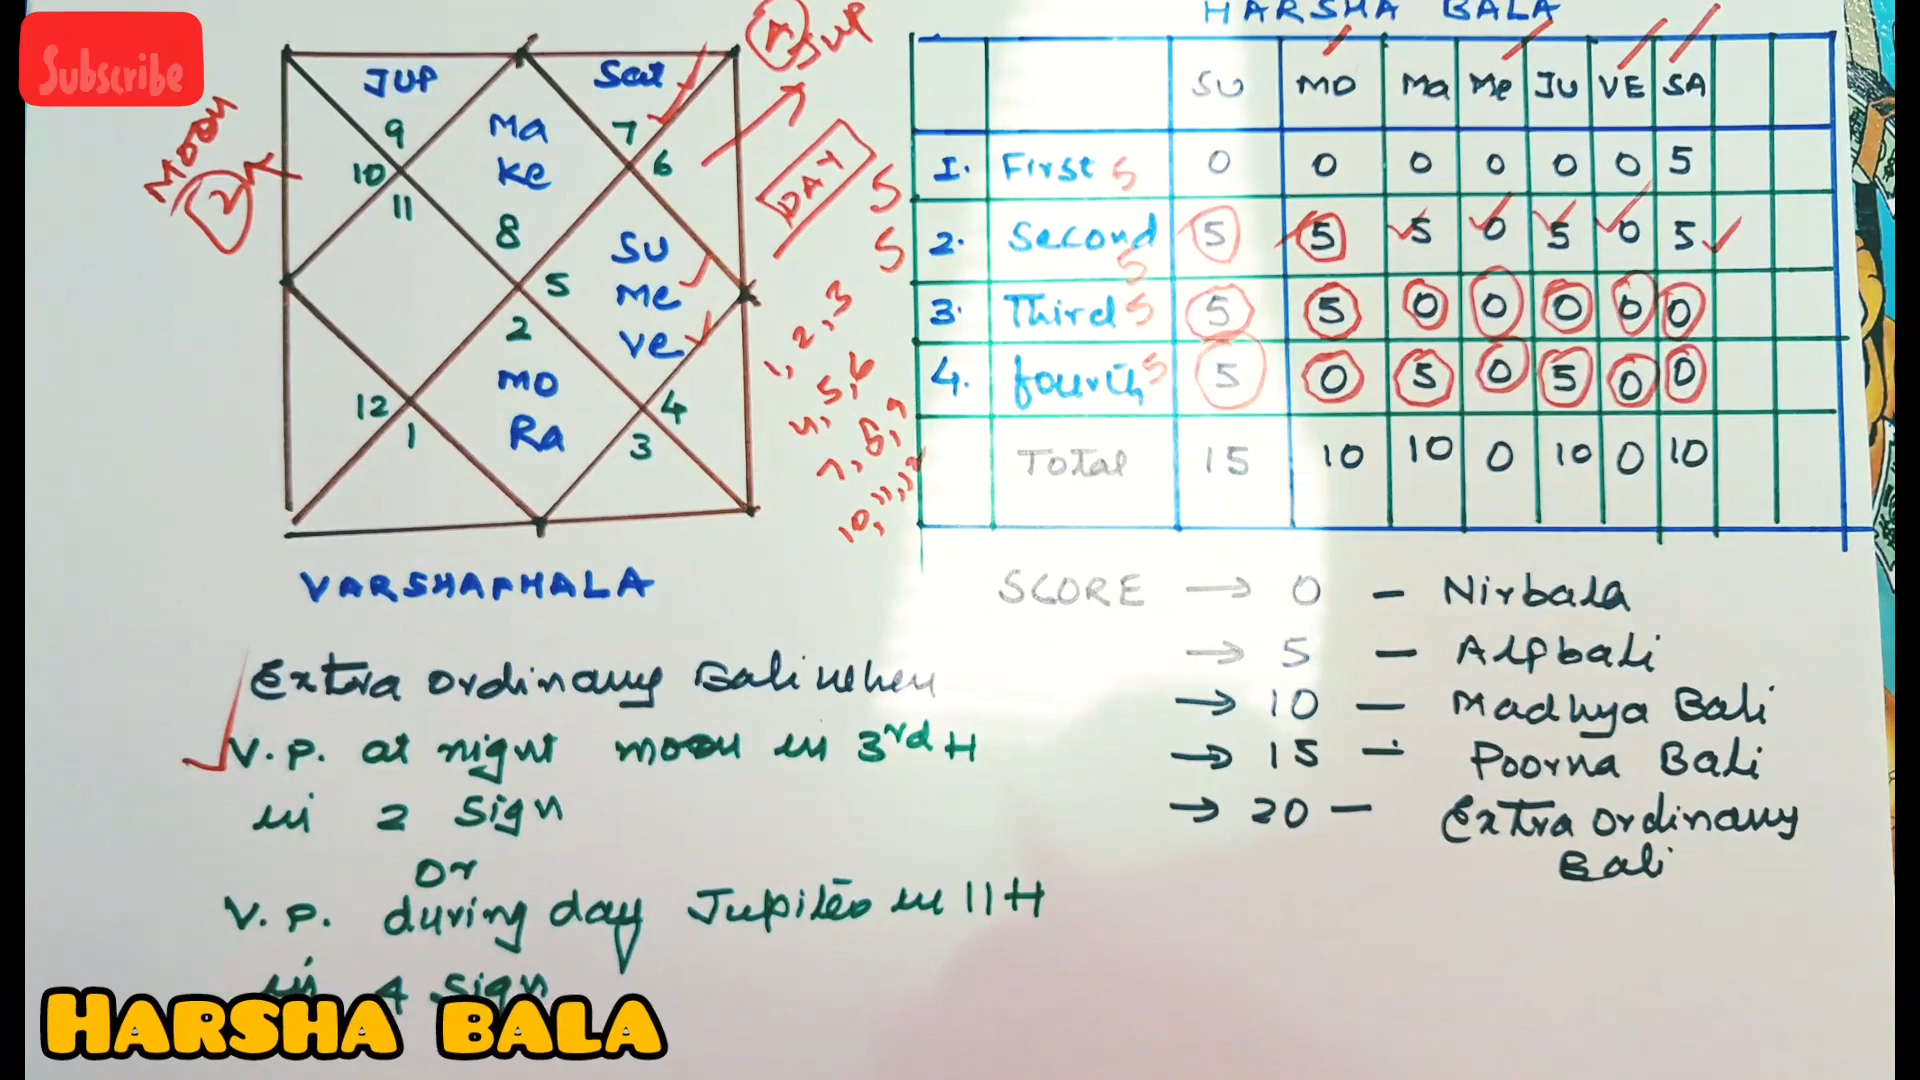 Subscribe
HARSHA BALA
JUP
Sat
Jup
Moon
2
9
10
11
Ma
Ke
8
7
6
DAY
5
5
SU
Me
Ve
5
2
MO
Ra
12
1
4
3
1, 2, 3
4, 5, 6
7, 8, 9
10, 11, 12
SU MO Ma Me JU VE SA
1. First 5 0 0 0 0 0 0 5
2. Second 5 5 5 5 0 5 0 5
3. Third 5 5 5 0 0 0 0 0
4. fourth 5 5 0 5 0 5 0 0
Total 15 10 10 0 10 0 10
VARSHAPHALA
SCORE → 0 – Nirbala
→ 5 – Alpbali
→ 10 – Madhya Bali
→ 15 – Poorna Bali
→ 20 – Extra ordinary
Bali
Extra ordinary Bali when
V.P. at night moon in 3rd H
in 2 sign
Or
V.P. during day Jupiter in 11 H
in 4 sign
HARSHA BALA